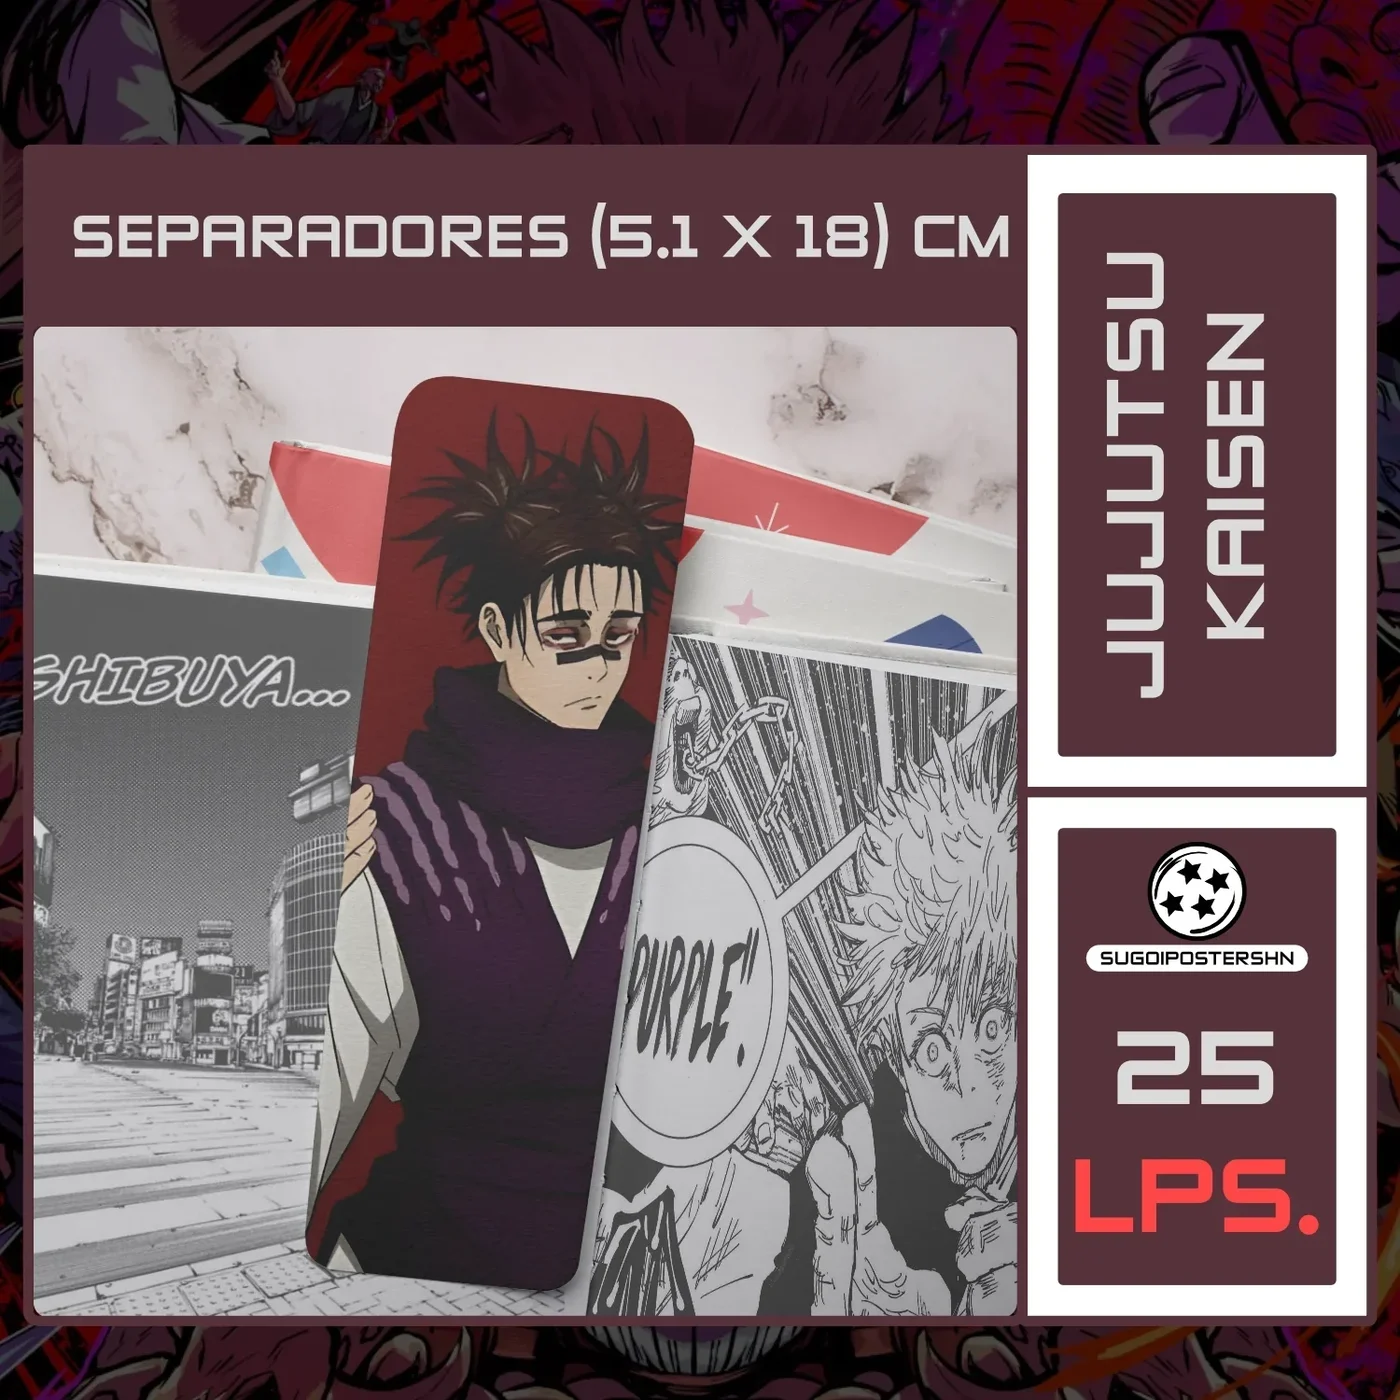 SEPARADORES (5.1 X 18) CM
JUJUTSU
KAISEN
SHIBUYA...
PURPLE"
.
SUGOIPOSTERSHN
25
LPS.